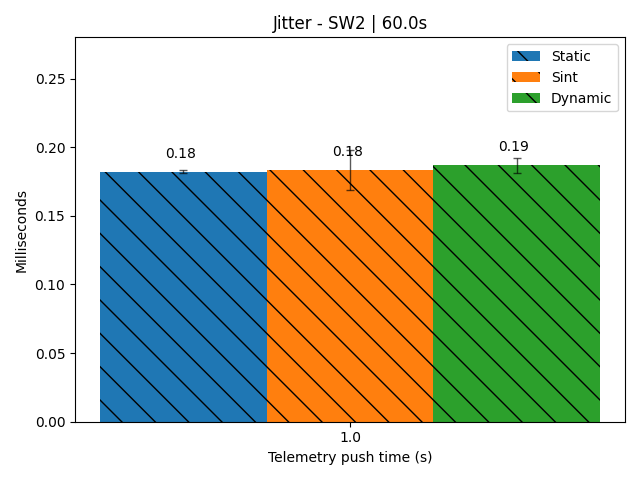 Jitter - SW2 | 60.0s
Static
Sint
Dynamic
0.25
0.20
0.15
0.10
0.05
0.00
Milliseconds
0.18
0.18
0.19
1.0
Telemetry push time (s)